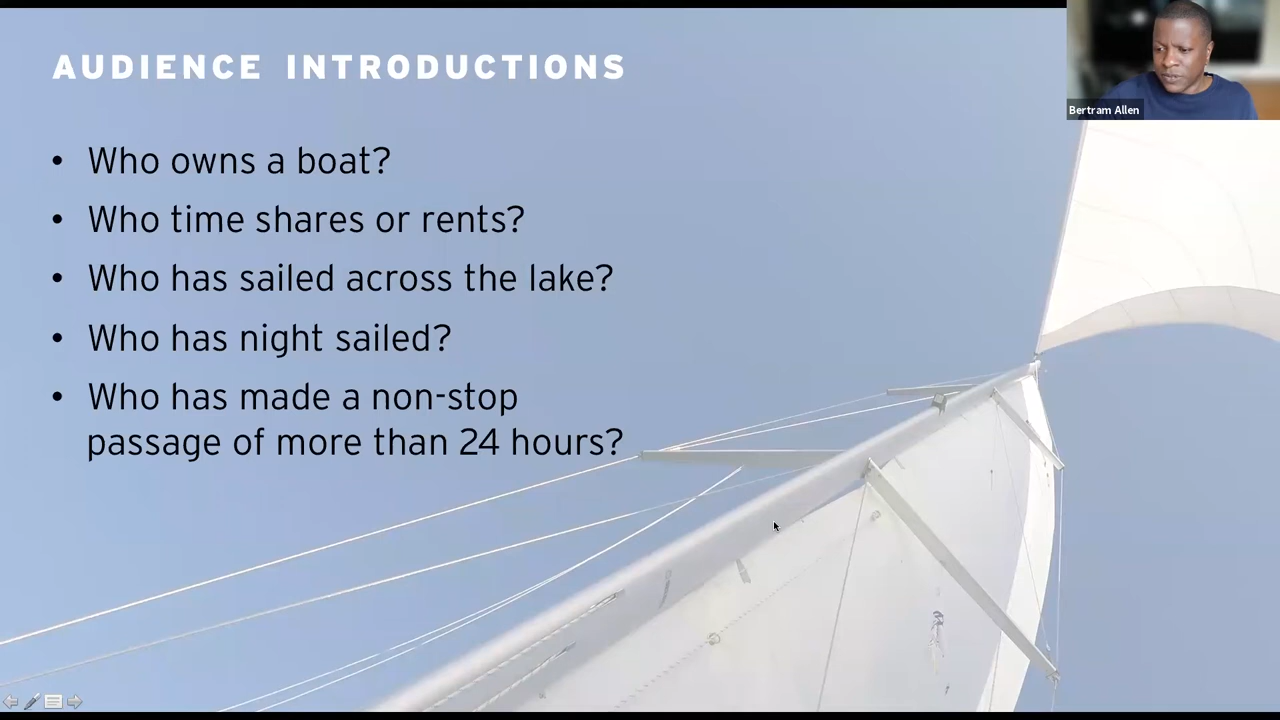 AUDIENCE INTRODUCTIONS
Bertram Allen
• Who owns a boat?
• Who time shares or rents?
• Who has sailed across the lake?
• Who has night sailed?
• Who has made a non-stop
passage of more than 24 hours?